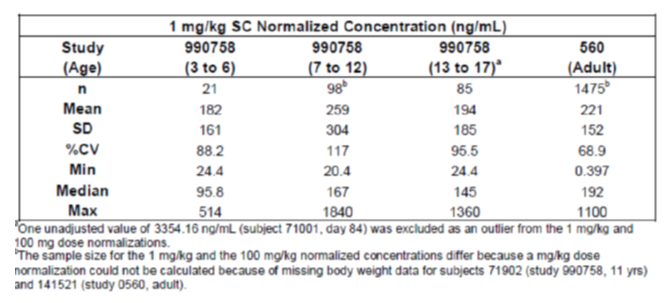 1 mg/kg SC Normalized Concentration (ng/mL)
Study 990758 990758 990758 560
(Age) (3 to 6) (7 to 12) (13 to 17)a (Adult)
n 21 98b 85 1475b
Mean 182 259 194 221
SD 161 304 185 152
%CV 88.2 117 95.5 68.9
Min 24.4 20.4 24.4 0.397
Median 95.8 167 145 192
Max 514 1840 1360 1100
aOne unadjusted value of 3354.16 ng/mL (subject 71001, day 84) was excluded as an outlier from the 1 mg/kg and
100 mg dose normalizations.
bThe sample size for the 1 mg/kg and the 100 mg/kg normalized concentrations differ because a mg/kg dose
normalization could not be calculated because of missing body weight data for subjects 71902 (study 990758, 11 yrs)
and 141521 (study 0560, adult).